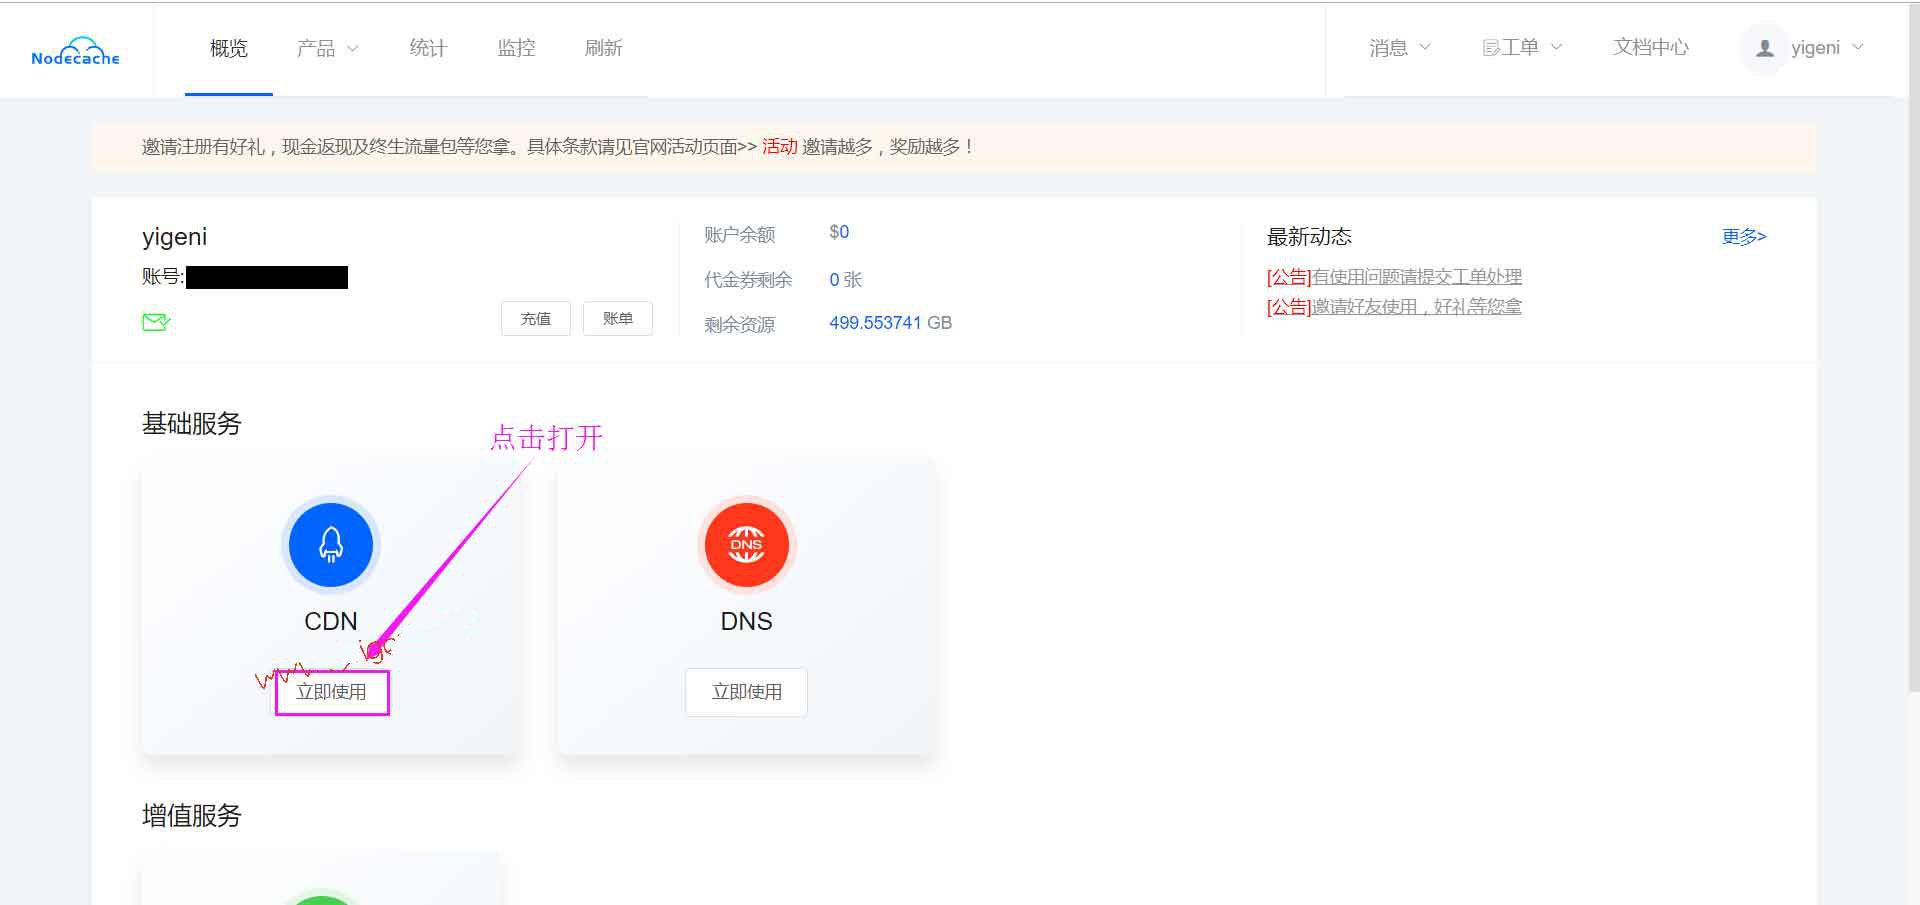 Nodecache
概览 产品 统计 监控 刷新 消息 工单 文档中心 yigeni
邀请注册有好礼，现金返现及终生流量包等您拿。具体条款请见官网活动页面>> 活动 邀请越多，奖励越多！
yigeni
账号:
充值 账单
账户余额 $0
代金券剩余 0 张
剩余资源 499.553741 GB
最新动态 更多>
[公告]有使用问题请提交工单处理
[公告]邀请好友使用，好礼等您拿
基础服务
点击打开
CDN
立即使用
DNS
DNS
立即使用
增值服务